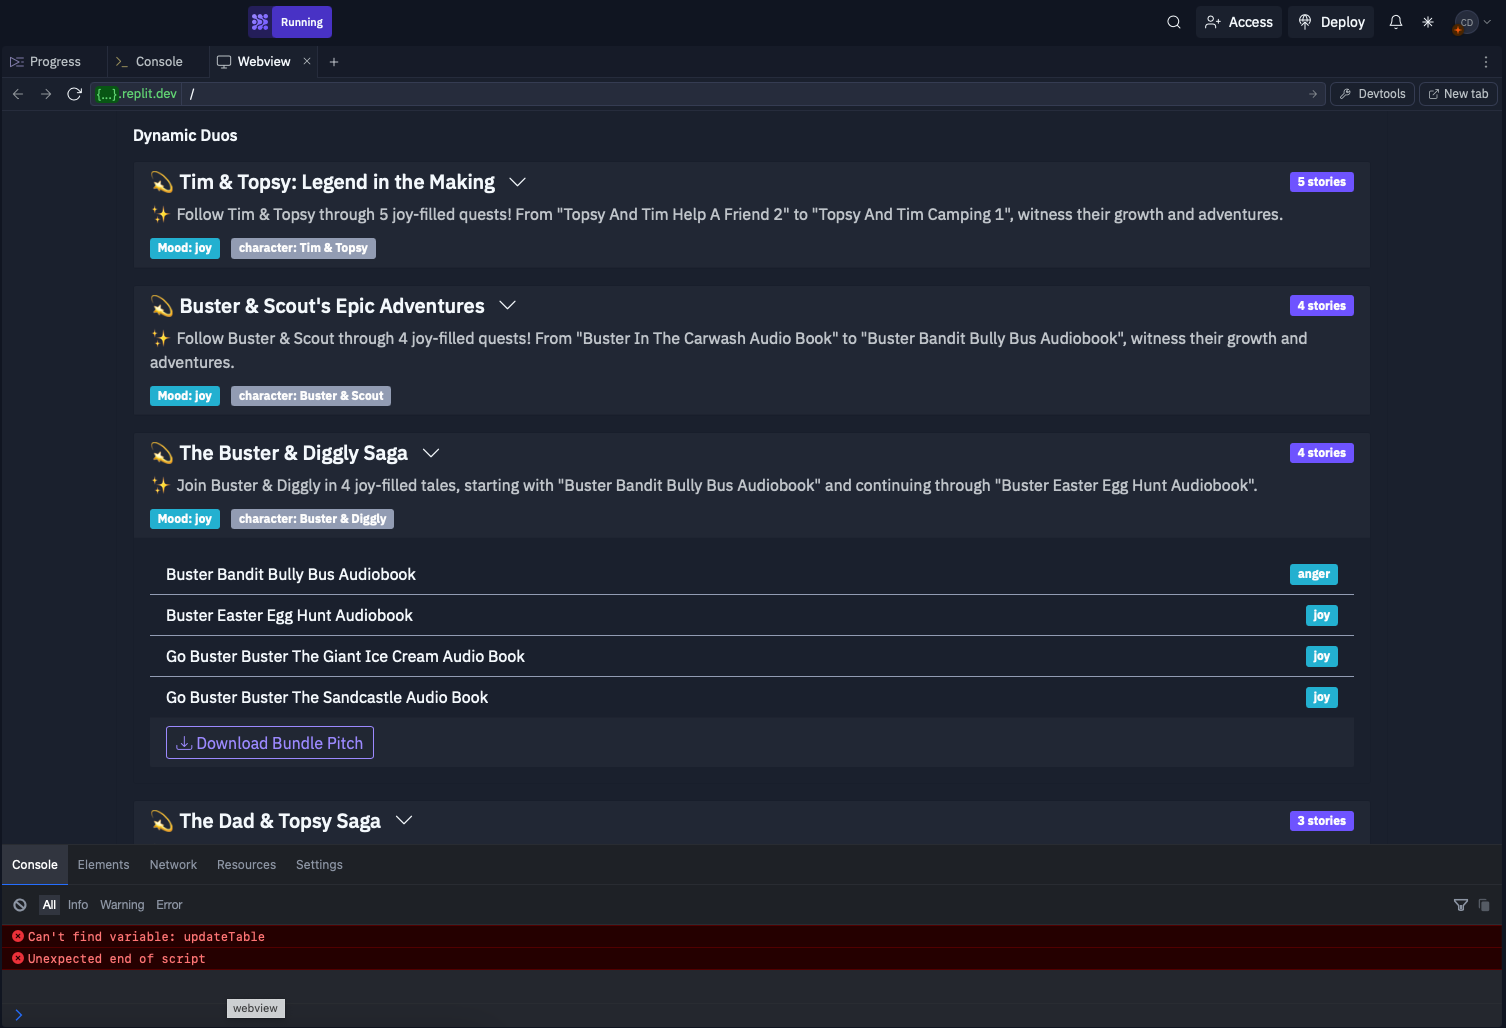 Running
Access
Deploy
CD
Progress
Console
Webview
{...}.replit.dev /
Devtools
New tab
Dynamic Duos
Tim & Topsy: Legend in the Making
5 stories
Follow Tim & Topsy through 5 joy-filled quests! From "Topsy And Tim Help A Friend 2" to "Topsy And Tim Camping 1", witness their growth and adventures.
Mood: joy character: Tim & Topsy
Buster & Scout's Epic Adventures
4 stories
Follow Buster & Scout through 4 joy-filled quests! From "Buster In The Carwash Audio Book" to "Buster Bandit Bully Bus Audiobook", witness their growth and
adventures.
Mood: joy character: Buster & Scout
The Buster & Diggly Saga
4 stories
Join Buster & Diggly in 4 joy-filled tales, starting with "Buster Bandit Bully Bus Audiobook" and continuing through "Buster Easter Egg Hunt Audiobook".
Mood: joy character: Buster & Diggly
Buster Bandit Bully Bus Audiobook
anger
Buster Easter Egg Hunt Audiobook
joy
Go Buster Buster The Giant Ice Cream Audio Book
joy
Go Buster Buster The Sandcastle Audio Book
joy
Download Bundle Pitch
The Dad & Topsy Saga
3 stories
Console Elements Network Resources Settings
All Info Warning Error
Can't find variable: updateTable
Unexpected end of script
webview